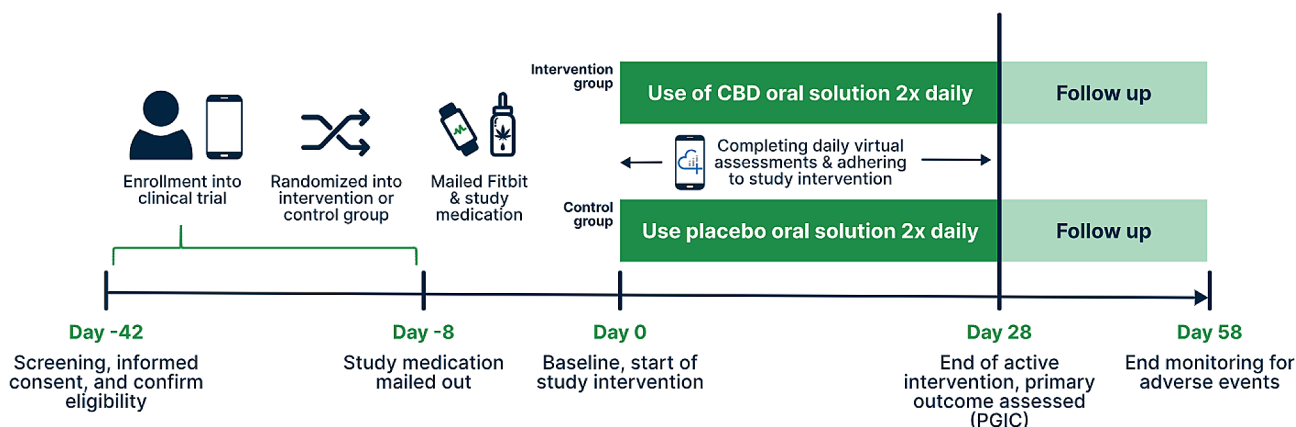 Intervention
group
Use of CBD oral solution 2x daily
Follow up
Completing daily virtual
assessments & adhering
to study intervention
Enrollment into
clinical trial
Randomized into
intervention or
control group
Mailed Fitbit
& study
medication
Control
group
Use placebo oral solution 2x daily
Follow up
Day -42
Screening, informed
consent, and confirm
eligibility
Day -8
Study medication
mailed out
Day 0
Baseline, start of
study intervention
Day 28
End of active
intervention, primary
outcome assessed
(PGIC)
Day 58
End monitoring for
adverse events